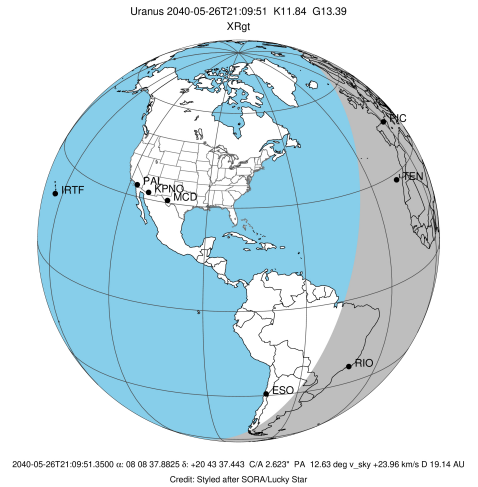 Uranus 2040-05-26T21:09:51 K11.84 G13.39
XRgt
PIC
TEN
PAL
KPNO
IRTF
MCD
RIO
ESO
2040-05-26T21:09:51.3500 α: 08 08 37.8825 δ: +20 43 37.443 C/A 2.623" PA 12.63 deg v_sky +23.96 km/s D 19.14 AU
Credit: Styled after SORA/Lucky Star